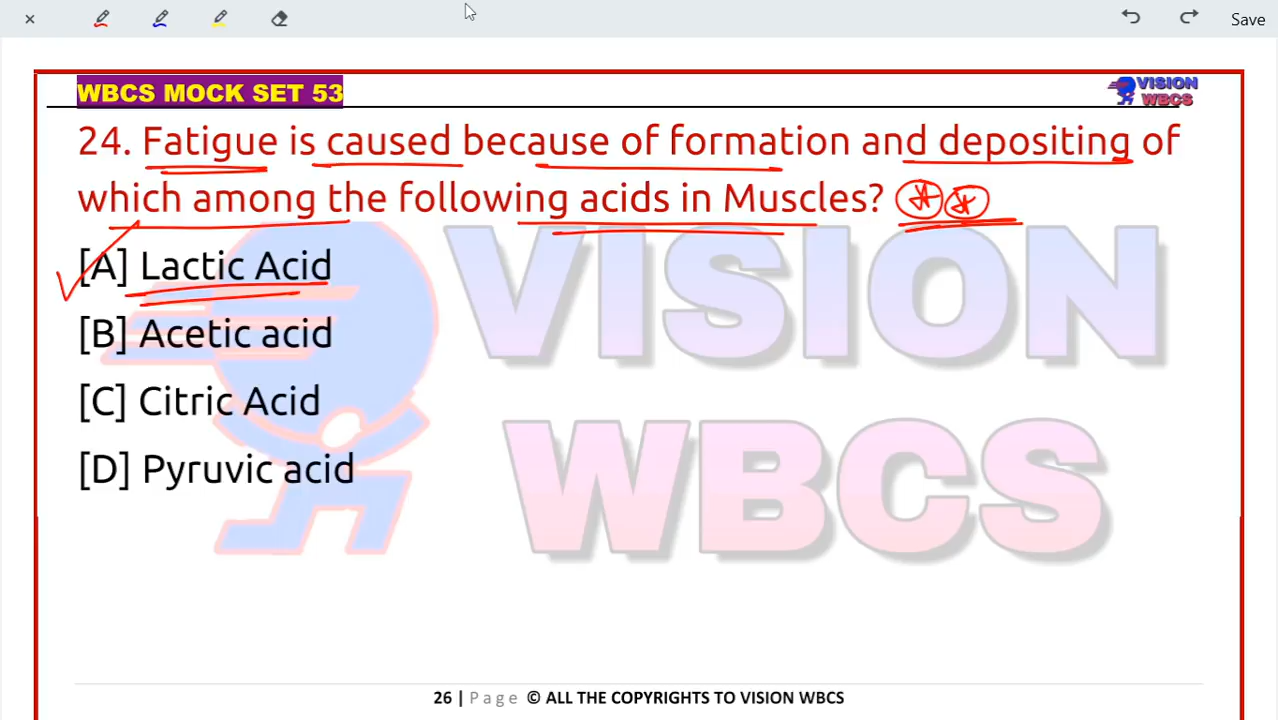 Save
WBCS MOCK SET 53
VISION
WBCS
24. Fatigue is caused because of formation and depositing of
which among the following acids in Muscles?
[A] Lactic Acid
[B] Acetic acid
[C] Citric Acid
[D] Pyruvic acid
VISION
WBCS
26 | Page © ALL THE COPYRIGHTS TO VISION WBCS